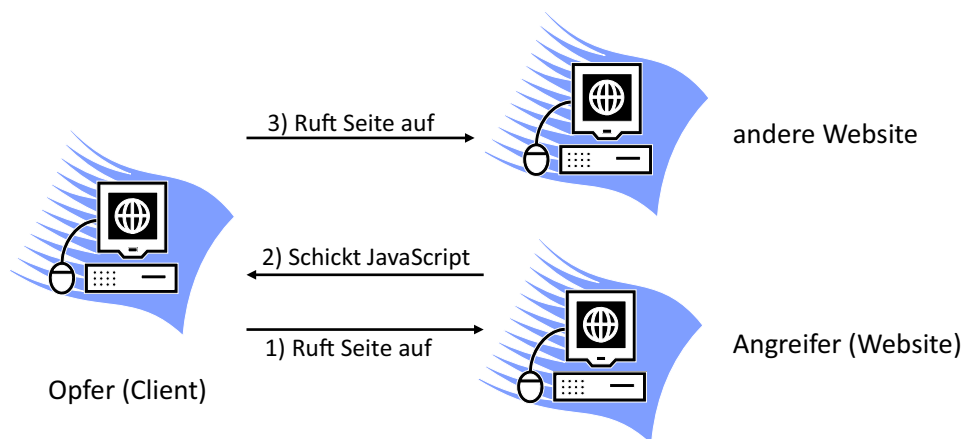 3) Ruft Seite auf
andere Website
2) Schickt JavaScript
1) Ruft Seite auf
Angreifer (Website)
Opfer (Client)